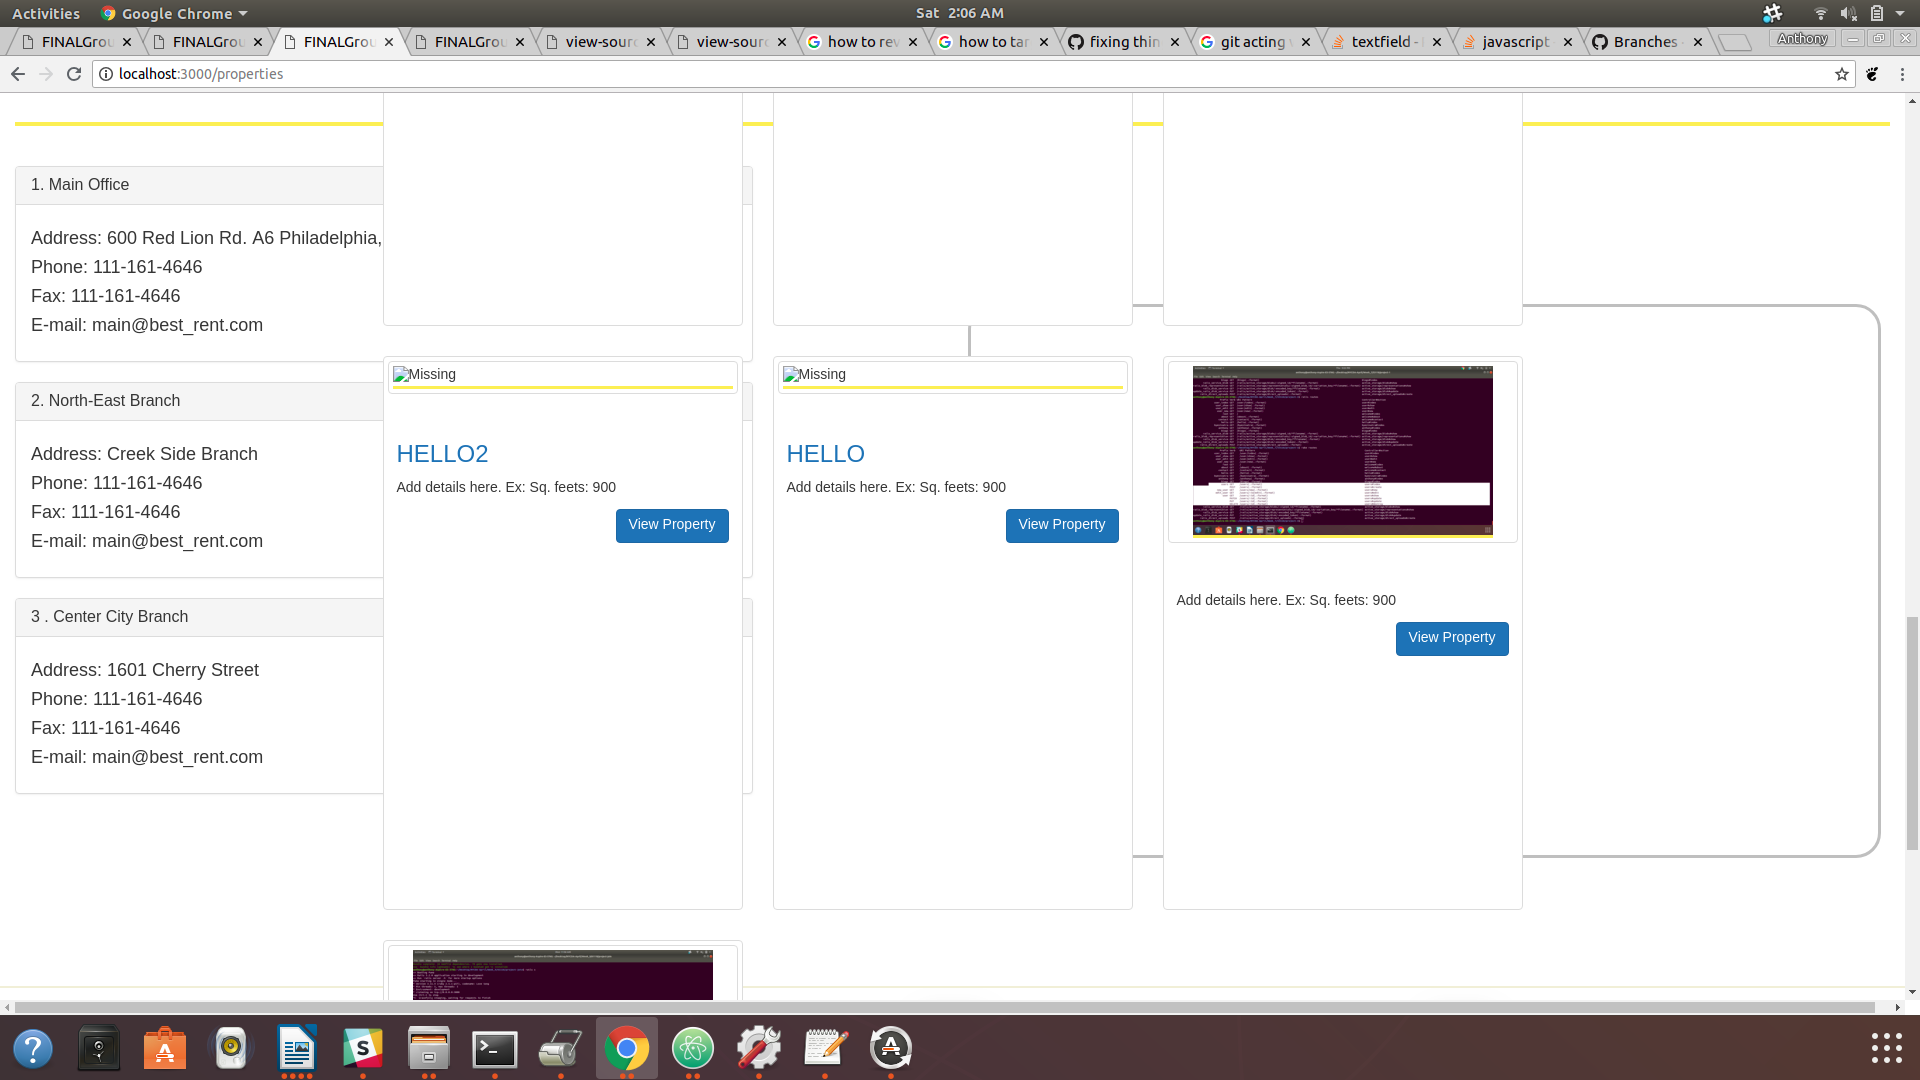 Activities Google Chrome Sat 2:06 AM
FINALGrou FINALGrou FINALGrou FINALGrou view-sour view-sour how to rev how to tar fixing thin git acting v textfield - javascript Branches Anthony
localhost:3000/properties
1. Main Office
Address: 600 Red Lion Rd. A6 Philadelphia,
Phone: 111-161-4646
Fax: 111-161-4646
E-mail: main@best_rent.com
Missing Missing
2. North-East Branch
Address: Creek Side Branch
Phone: 111-161-4646
Fax: 111-161-4646
E-mail: main@best_rent.com
HELLO2
Add details here. Ex: Sq. feets: 900
View Property
HELLO
Add details here. Ex: Sq. feets: 900
View Property
Add details here. Ex: Sq. feets: 900
View Property
3 . Center City Branch
Address: 1601 Cherry Street
Phone: 111-161-4646
Fax: 111-161-4646
E-mail: main@best_rent.com